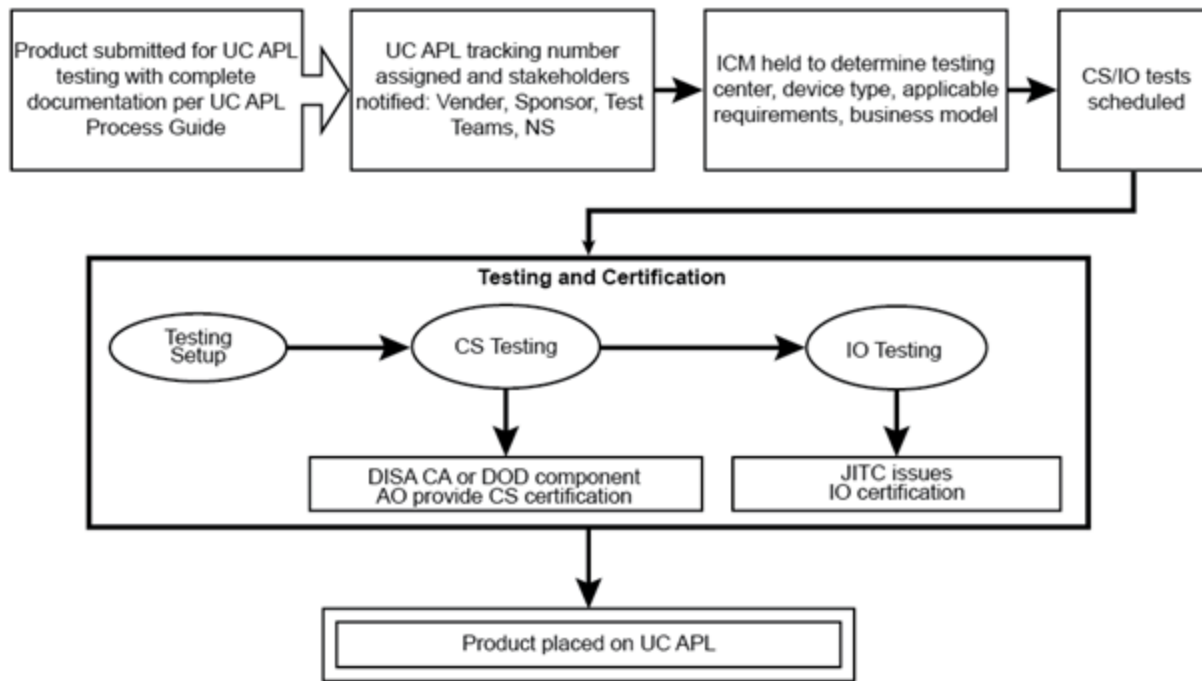 Product submitted for UC APL
testing with complete
documentation per UC APL
Process Guide
UC APL tracking number
assigned and stakeholders
notified: Vender, Sponsor, Test
Teams, NS
ICM held to determine testing
center, device type, applicable
requirements, business model
CS/IO tests
scheduled
Testing and Certification
Testing
Setup
CS Testing
IO Testing
DISA CA or DOD component
AO provide CS certification
JITC issues
IO certification
Product placed on UC APL